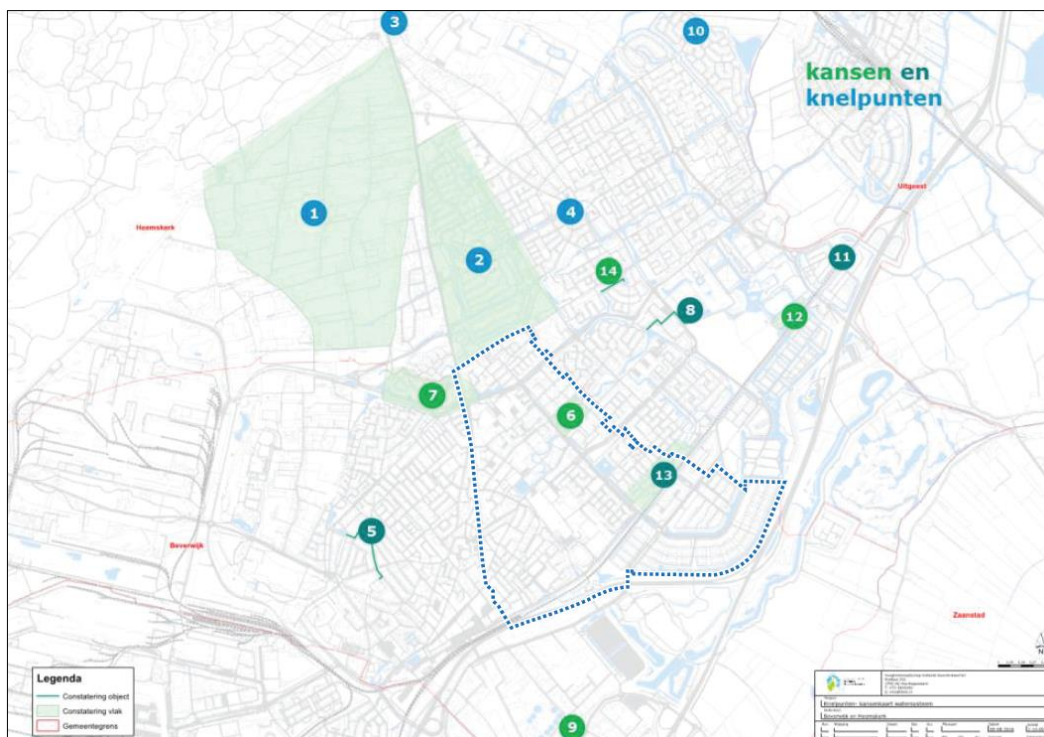 3
10
kansen en
knelpunten
Uitgeest
1
4
Heemskerk
2
14
11
8
12
7
6
13
5
Beverwijk
Zaanstad
N
Legenda
Constatering object
Constatering vlak
Gemeentegrens
9
Knelpunten- kansenkaart watersysteem
Beverwijk en Heemskerk